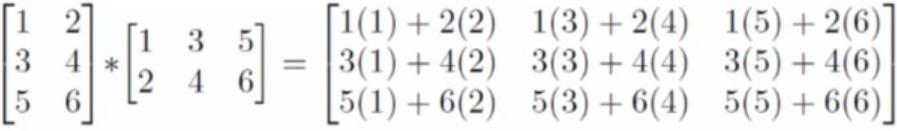 [1 2] [1 3 5] [1(1) + 2(2) 1(3) + 2(4) 1(5) + 2(6)]
[3 4] * [2 4 6] = [3(1) + 4(2) 3(3) + 4(4) 3(5) + 4(6)]
[5 6] [5(1) + 6(2) 5(3) + 6(4) 5(5) + 6(6)]